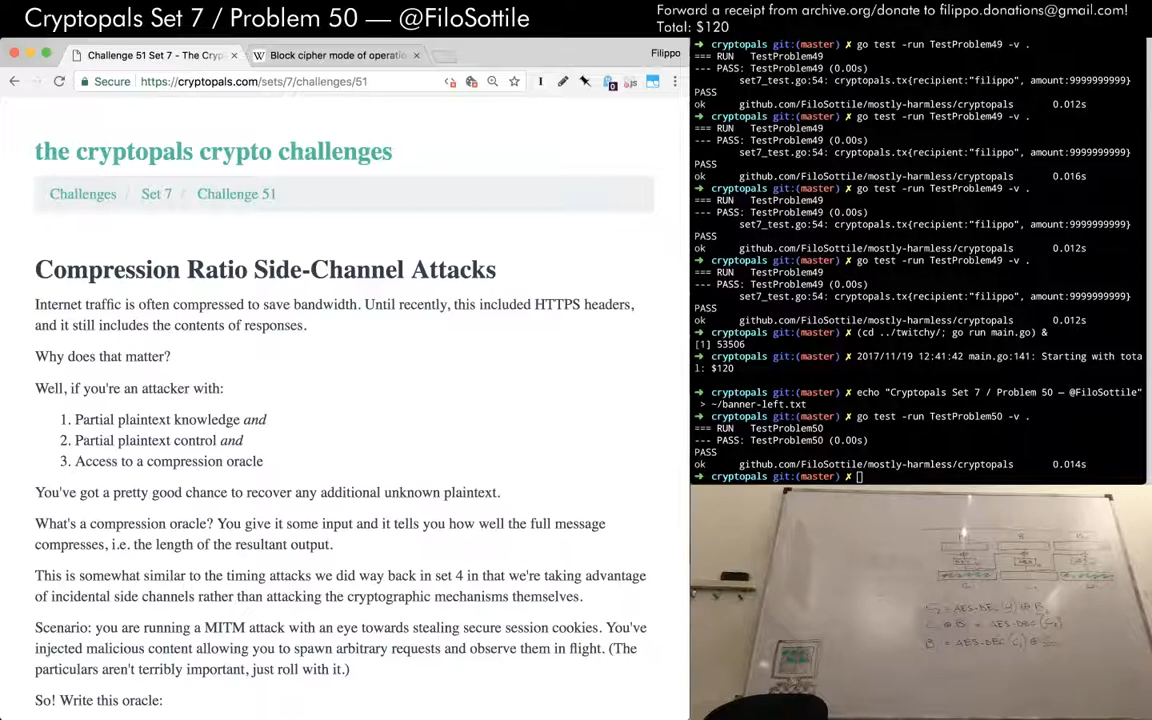 Cryptopals Set 7 / Problem 50 — @FiloSottile
Forward a receipt from archive.org/donate to filippo.donations@gmail.com!
Total: $120
Challenge 51 Set 7 - The Cryp
Block cipher mode of operatio
Filippo
Secure
https://cryptopals.com/sets/7/challenges/51
the cryptopals crypto challenges
Challenges / Set 7 / Challenge 51
Compression Ratio Side-Channel Attacks
Internet traffic is often compressed to save bandwidth. Until recently, this included HTTPS headers,
and it still includes the contents of responses.
Why does that matter?
Well, if you're an attacker with:
1. Partial plaintext knowledge and
2. Partial plaintext control and
3. Access to a compression oracle
You've got a pretty good chance to recover any additional unknown plaintext.
What's a compression oracle? You give it some input and it tells you how well the full message
compresses, i.e. the length of the resultant output.
This is somewhat similar to the timing attacks we did way back in set 4 in that we're taking advantage
of incidental side channels rather than attacking the cryptographic mechanisms themselves.
Scenario: you are running a MITM attack with an eye towards stealing secure session cookies. You've
injected malicious content allowing you to spawn arbitrary requests and observe them in flight. (The
particulars aren't terribly important, just roll with it.)
So! Write this oracle:
➜ cryptopals git:(master) ✗ go test -run TestProblem49 -v .
=== RUN TestProblem49
--- PASS: TestProblem49 (0.00s)
set7_test.go:54: cryptopals.tx{recipient:"filippo", amount:9999999999}
PASS
ok github.com/FiloSottile/mostly-harmless/cryptopals 0.012s
➜ cryptopals git:(master) ✗ go test -run TestProblem49 -v .
=== RUN TestProblem49
--- PASS: TestProblem49 (0.00s)
set7_test.go:54: cryptopals.tx{recipient:"filippo", amount:9999999999}
PASS
ok github.com/FiloSottile/mostly-harmless/cryptopals 0.016s
➜ cryptopals git:(master) ✗ go test -run TestProblem49 -v .
=== RUN TestProblem49
--- PASS: TestProblem49 (0.00s)
set7_test.go:54: cryptopals.tx{recipient:"filippo", amount:9999999999}
PASS
ok github.com/FiloSottile/mostly-harmless/cryptopals 0.012s
➜ cryptopals git:(master) ✗ go test -run TestProblem49 -v .
=== RUN TestProblem49
--- PASS: TestProblem49 (0.00s)
set7_test.go:54: cryptopals.tx{recipient:"filippo", amount:9999999999}
PASS
ok github.com/FiloSottile/mostly-harmless/cryptopals 0.012s
➜ cryptopals git:(master) ✗ (cd ../twitchy/; go run main.go) &
[1] 53506
➜ cryptopals git:(master) ✗ 2017/11/19 12:41:42 main.go:141: Starting with tota
l: $120
➜ cryptopals git:(master) ✗ echo "Cryptopals Set 7 / Problem 50 — @FiloSottile"
> ~/banner-left.txt
➜ cryptopals git:(master) ✗ go test -run TestProblem50 -v .
=== RUN TestProblem50
--- PASS: TestProblem50 (0.00s)
PASS
ok github.com/FiloSottile/mostly-harmless/cryptopals 0.014s
➜ cryptopals git:(master) ✗